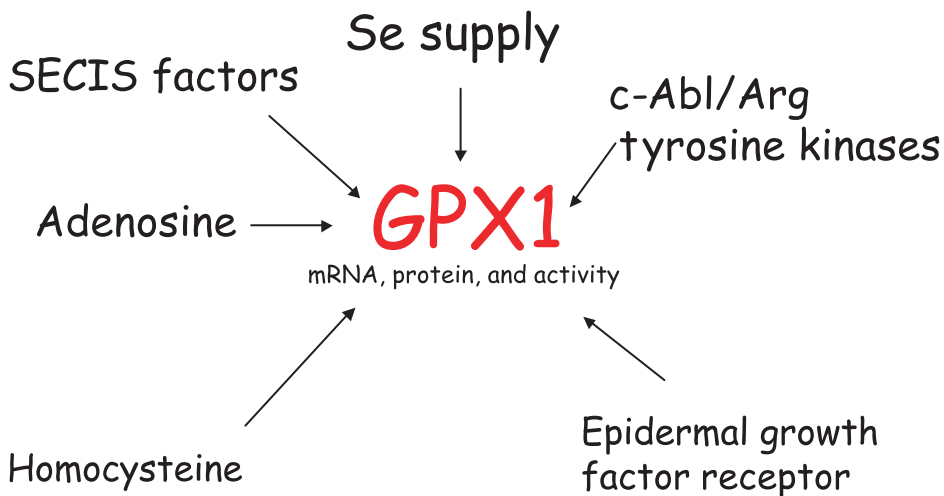 Se supply
SECIS factors
c-Abl/Arg
tyrosine kinases
Adenosine
GPX1
mRNA, protein, and activity
Homocysteine
Epidermal growth
factor receptor